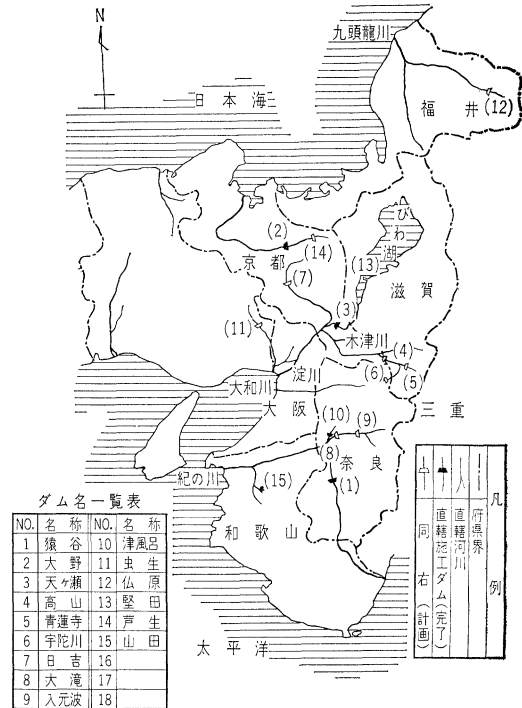 N
九頭龍川
日本海
福井
(12)
(2)
(14)
京都
(7)
びわ湖
(13)
滋賀
(3)
(11)
木津川
(4)
(6)
(5)
淀川
大和川
大阪
三重
(10)
(9)
(8)
奈良
(1)
紀の川
(15)
和歌山
太平洋
ダム名一覧表
NO. 名称 NO. 名称
1 猿谷 10 津風呂
2 大野 11 虫生
3 天ヶ瀬 12 仏原
4 高山 13 堅田
5 青蓮寺 14 芦生
6 宇陀川 15 山田
7 日吉 16
8 大滝 17
9 入元波 18
凡例
府県界
直轄河川
直轄施工ダム(完了)
同右(計画)